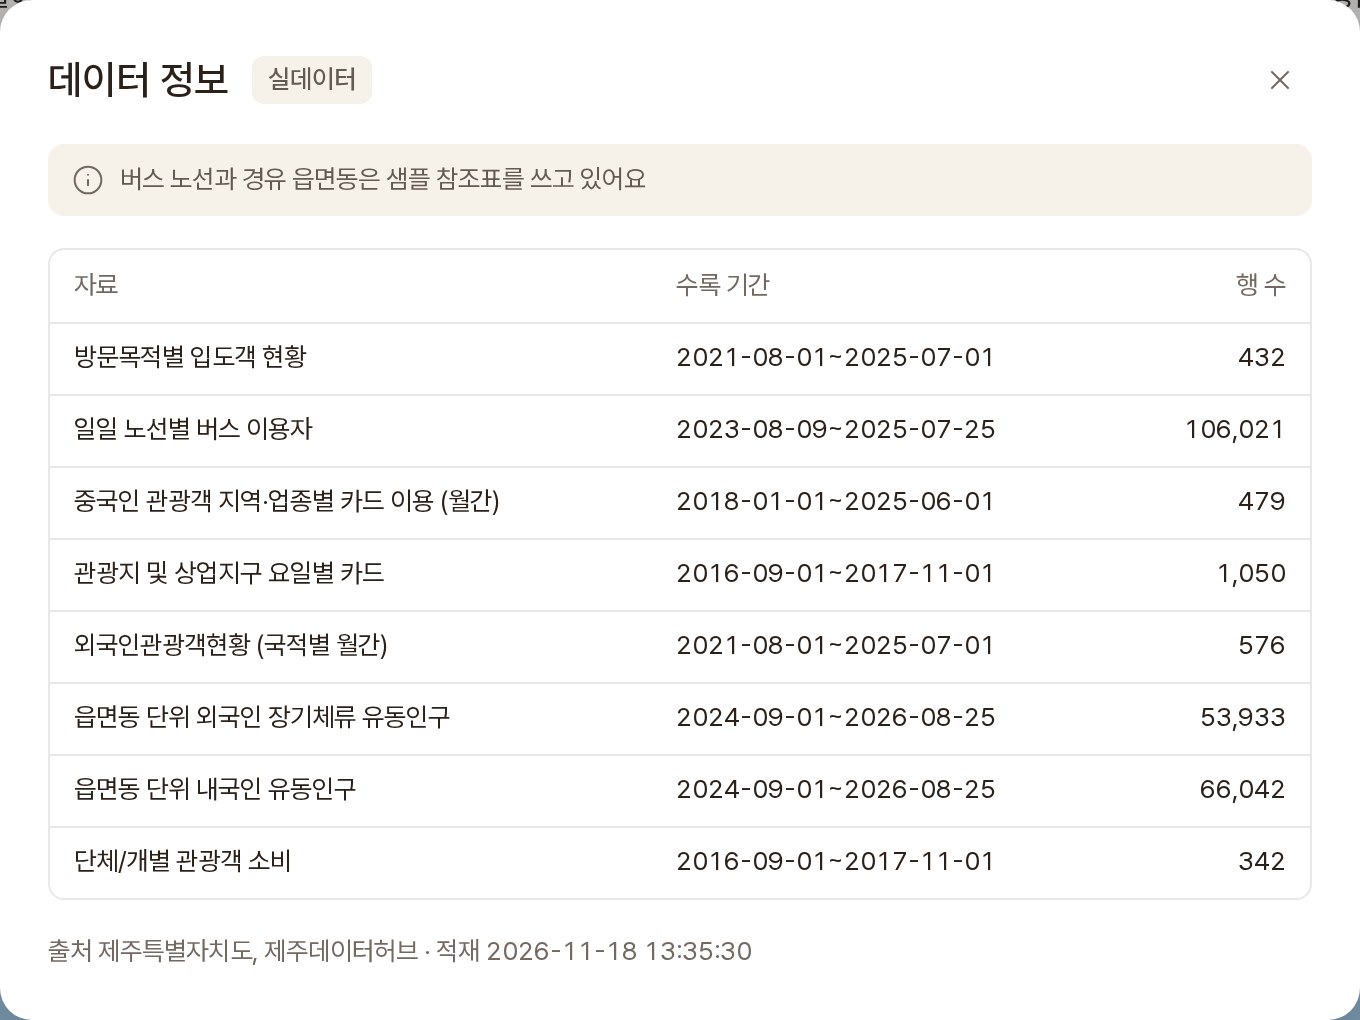 데이터 정보 실데이터
버스 노선과 경유 읍면동은 샘플 참조표를 쓰고 있어요
자료 수록 기간 행 수
방문목적별 입도객 현황 2021-08-01~2025-07-01 432
일일 노선별 버스 이용자 2023-08-09~2025-07-25 106,021
중국인 관광객 지역·업종별 카드 이용 (월간) 2018-01-01~2025-06-01 479
관광지 및 상업지구 요일별 카드 2016-09-01~2017-11-01 1,050
외국인관광객현황 (국적별 월간) 2021-08-01~2025-07-01 576
읍면동 단위 외국인 장기체류 유동인구 2024-09-01~2026-08-25 53,933
읍면동 단위 내국인 유동인구 2024-09-01~2026-08-25 66,042
단체/개별 관광객 소비 2016-09-01~2017-11-01 342
출처 제주특별자치도, 제주데이터허브 · 적재 2026-11-18 13:35:30